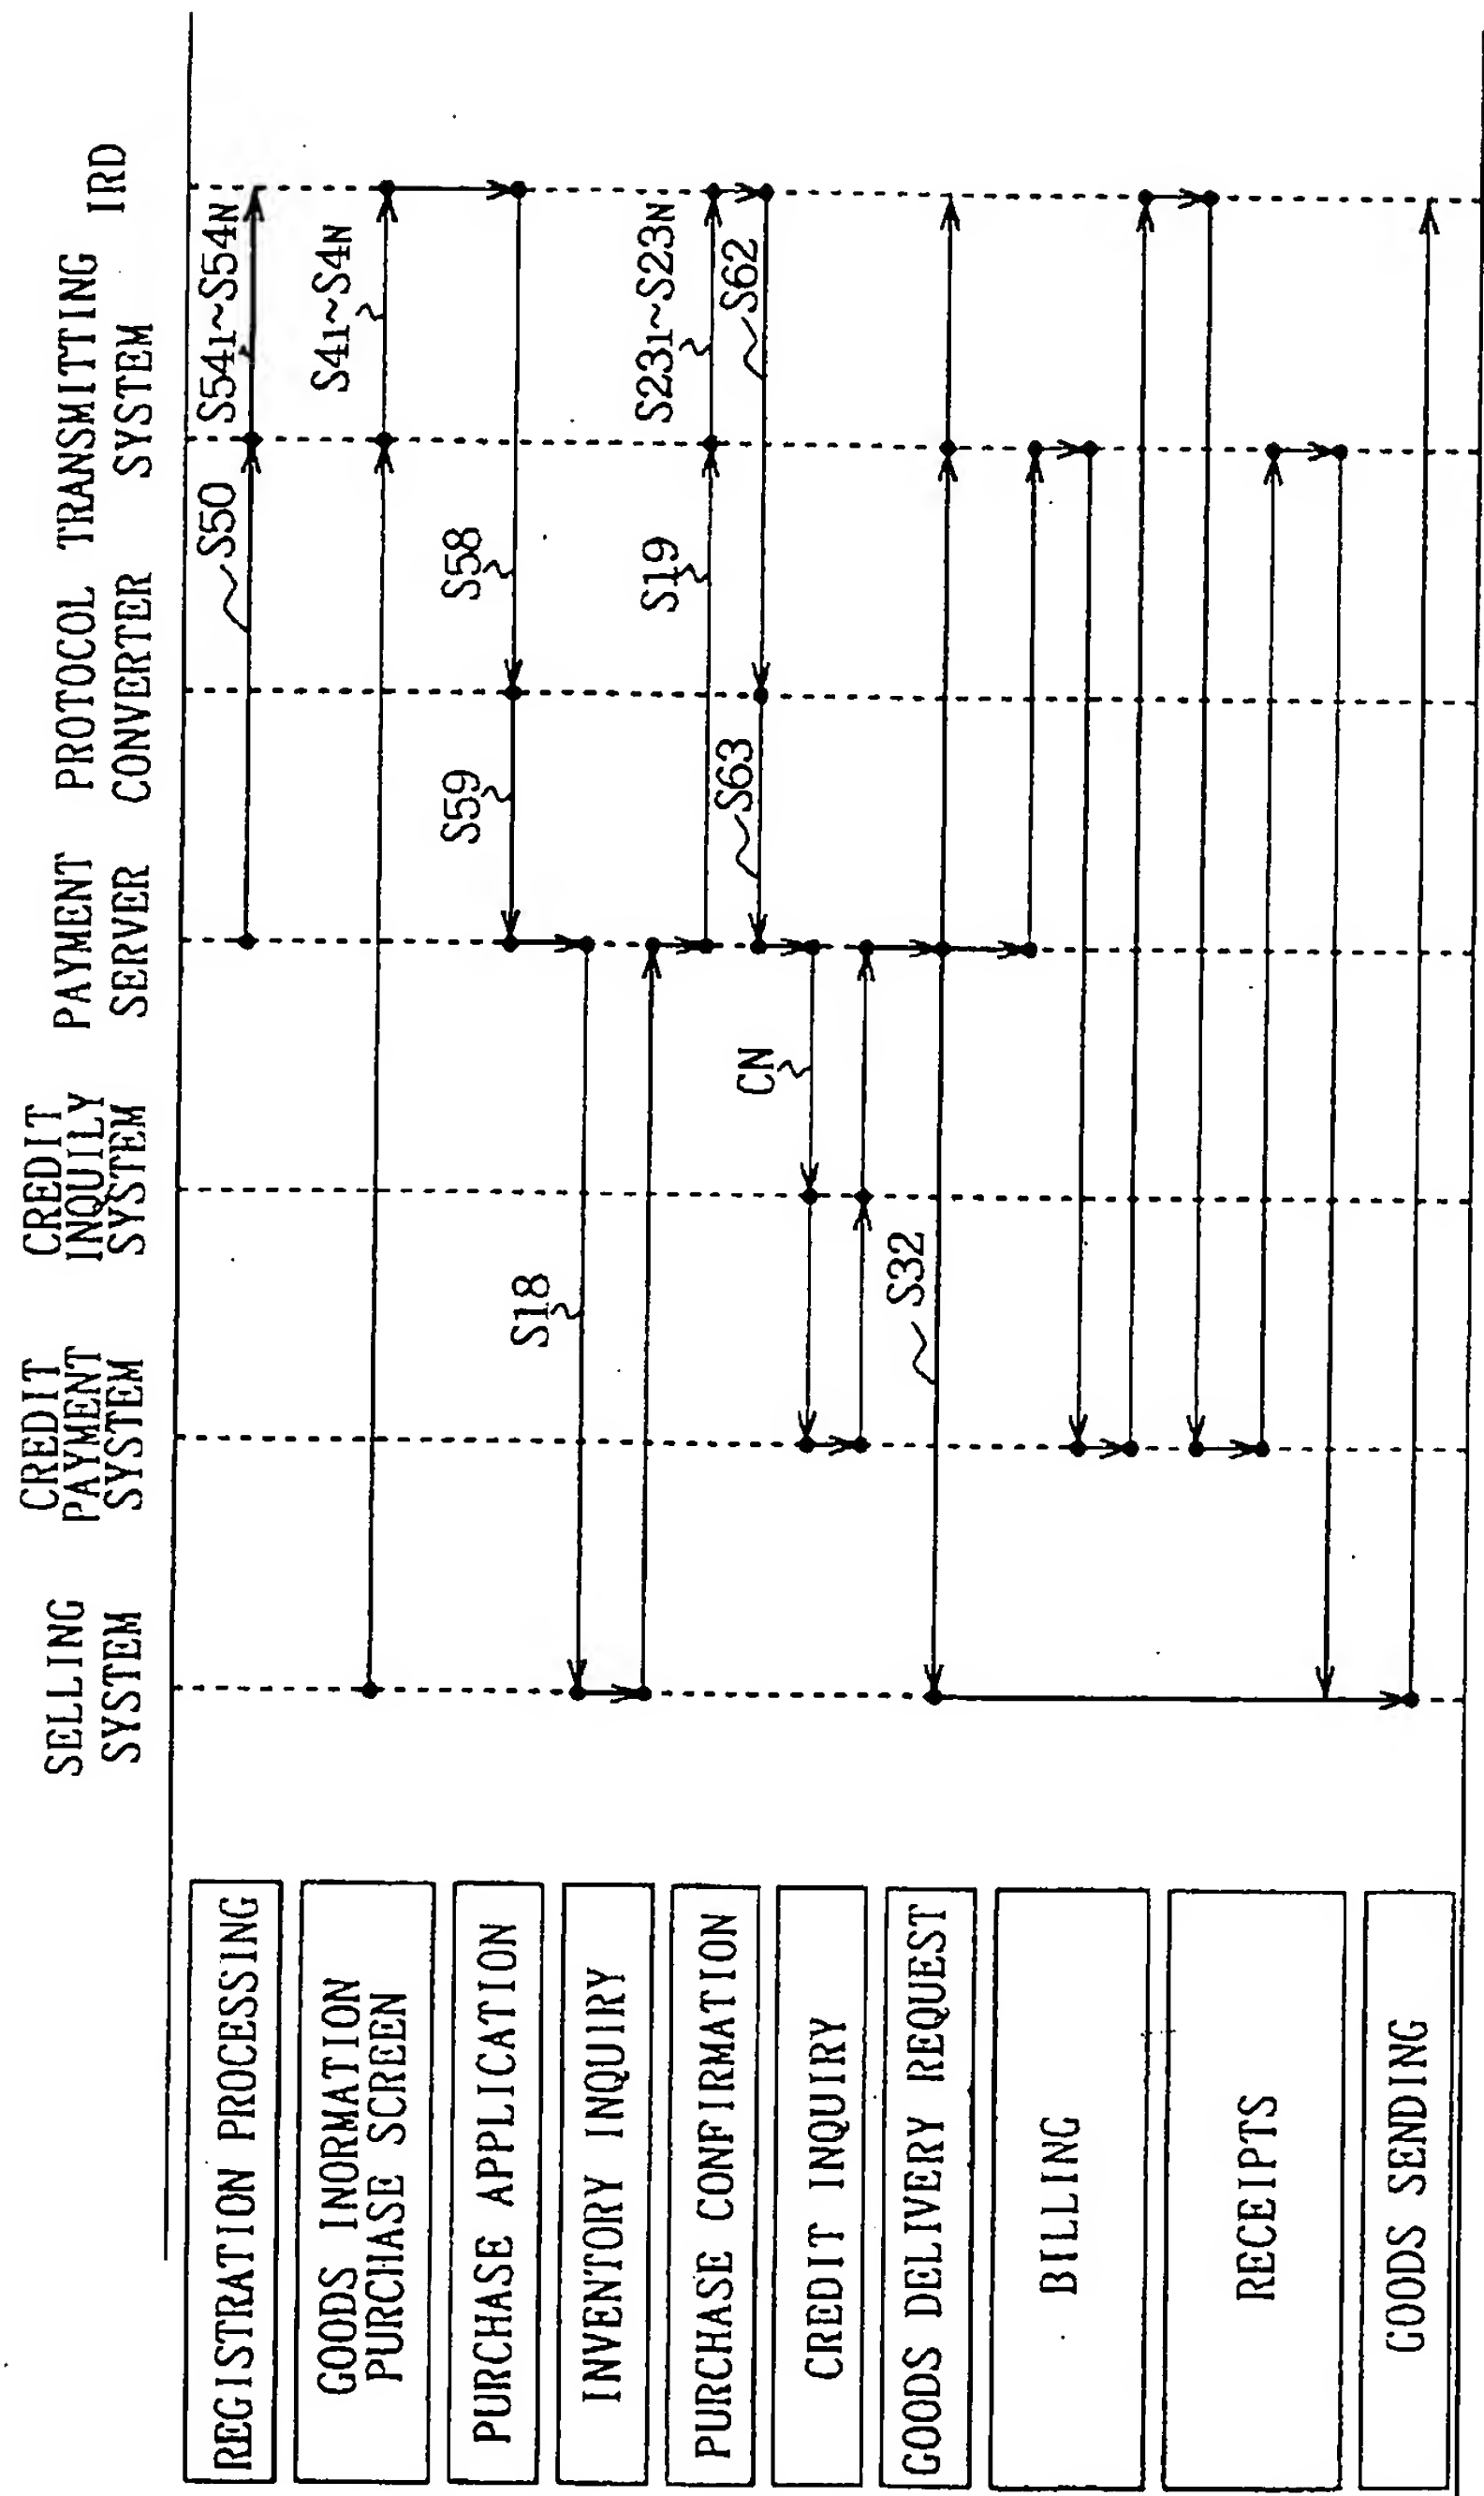 SELLING
SYSTEM
CREDIT
PAYMENT
SYSTEM
CREDIT
INQUILY
SYSTEM
PAYMENT
SERVER
PROTOCOL
CONVERTER
TRANSMITTING
SYSTEM
IRD
REGISTRATION PROCESSING
S50
S541~S54N
GOODS INORMATION
PURCHASE SCREEN
S41~S4N
PURCHASE APPLICATION
S59
S58
INVENTORY INQUIRY
S18
PURCHASE CONFIRMATION
S19
S231~S23N
S63
S62
CREDIT INQUIRY
CN
GOODS DELIVERY REQUEST
S32
BILLING
RECEIPTS
GOODS SENDING